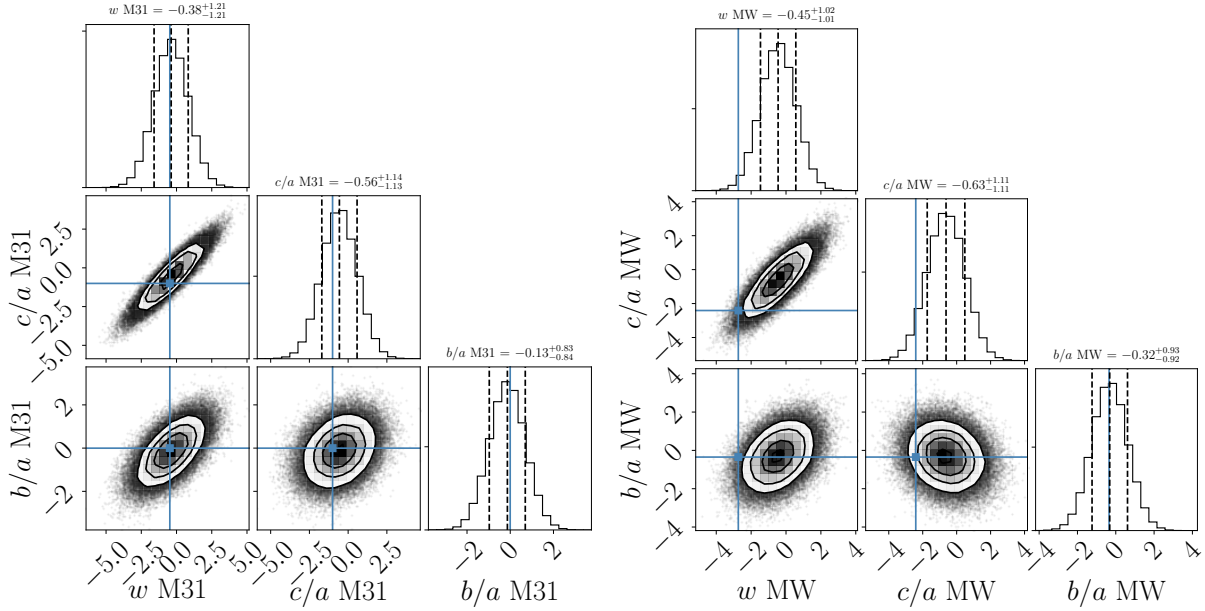 w M31 = −0.38 +1.21 −1.21
c/a M31
2.5
0.0
−2.5
−5.0
c/a M31 = −0.56 +1.14 −1.13
b/a M31
2
0
−2
b/a M31 = −0.13 +0.83 −0.84
−5.0 −2.5 0.0 2.5
w M31
−5.0 −2.5 0.0 2.5
c/a M31
−2 0 2
b/a M31
w MW = −0.45 +1.02 −1.01
c/a MW
4
2
0
−2
−4
c/a MW = −0.63 +1.11 −1.11
b/a MW
4
2
0
−2
−4
b/a MW = −0.32 +0.93 −0.92
−4 −2 0 2 4
w MW
−4 −2 0 2 4
c/a MW
−4 −2 0 2 4
b/a MW